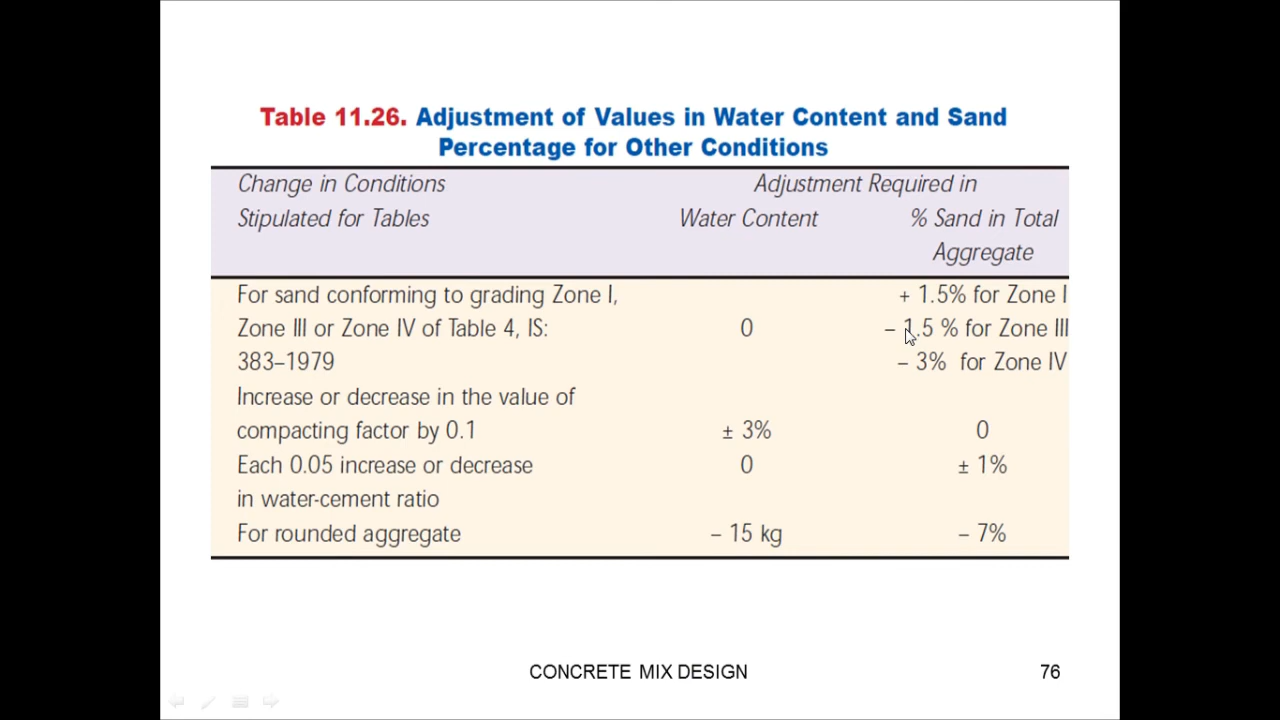 Table 11.26. Adjustment of Values in Water Content and Sand
Percentage for Other Conditions
Change in Conditions Adjustment Required in
Stipulated for Tables Water Content % Sand in Total
Aggregate
For sand conforming to grading Zone I, + 1.5% for Zone I
Zone III or Zone IV of Table 4, IS: 0 – 1.5 % for Zone III
383–1979 – 3% for Zone IV
Increase or decrease in the value of
compacting factor by 0.1 ± 3% 0
Each 0.05 increase or decrease 0 ± 1%
in water-cement ratio
For rounded aggregate – 15 kg – 7%
CONCRETE MIX DESIGN 76